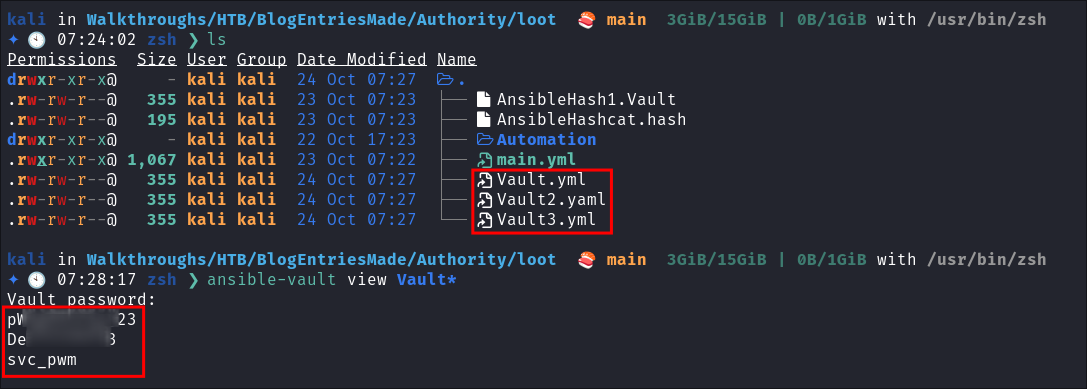 kali in Walkthroughs/HTB/BlogEntriesMade/Authority/loot 🍣 main 3GiB/15GiB | 0B/1GiB with /usr/bin/zsh
✦ 🕙 07:24:02 zsh ❯ ls
Permissions Size User Group Date Modified Name
drwxr-xr-x@ - kali kali 24 Oct 07:27 .
.rw-rw-r--@ 355 kali kali 23 Oct 07:23 ├── AnsibleHash1.Vault
.rw-rw-r--@ 195 kali kali 23 Oct 07:23 ├── AnsibleHashcat.hash
drwxr-xr-x@ - kali kali 22 Oct 17:23 ├── Automation
.rwxr-xr--@ 1,067 kali kali 23 Oct 07:22 ├── main.yml
.rw-rw-r--@ 355 kali kali 24 Oct 07:27 ├── Vault.yml
.rw-rw-r--@ 355 kali kali 24 Oct 07:27 ├── Vault2.yaml
.rw-rw-r--@ 355 kali kali 24 Oct 07:27 └── Vault3.yml
kali in Walkthroughs/HTB/BlogEntriesMade/Authority/loot 🍣 main 3GiB/15GiB | 0B/1GiB with /usr/bin/zsh
✦ 🕙 07:28:17 zsh ❯ ansible-vault view Vault*
Vault password:
svc_pwm